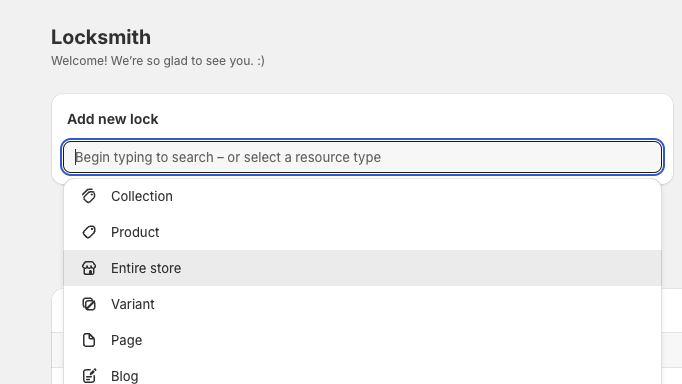 Locksmith
Welcome! We're so glad to see you. :)
Add new lock
Begin typing to search – or select a resource type
Collection
Product
Entire store
Variant
Page
Blog